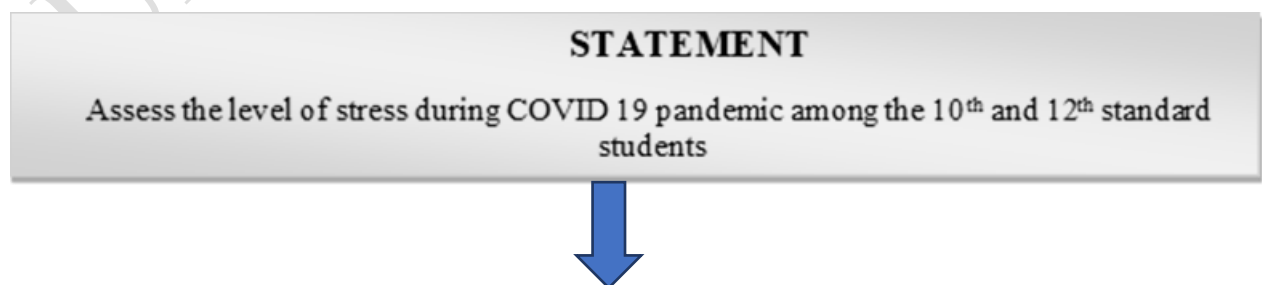 STATEMENT
Assess the level of stress during COVID 19 pandemic among the 10th and 12th standard
students